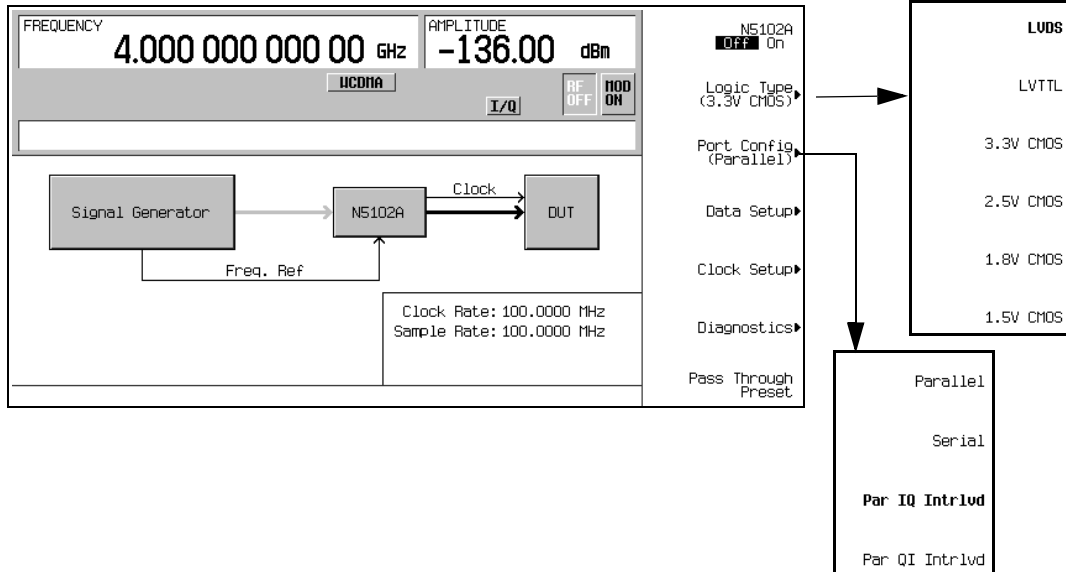 FREQUENCY
4.000 000 000 00 GHz
AMPLITUDE
-136.00 dBm
WCDMA
I/Q
RF
OFF
MOD
ON
Signal Generator
N5102A
Clock
DUT
Freq. Ref
Clock Rate: 100.0000 MHz
Sample Rate: 100.0000 MHz
N5102A
Off On
Logic Type
(3.3V CMOS)
Port Config
(Parallel)
Data Setup
Clock Setup
Diagnostics
Pass Through
Preset
LVDS
LVTTL
3.3V CMOS
2.5V CMOS
1.8V CMOS
1.5V CMOS
Parallel
Serial
Par IQ Intrlvd
Par QI Intrlvd